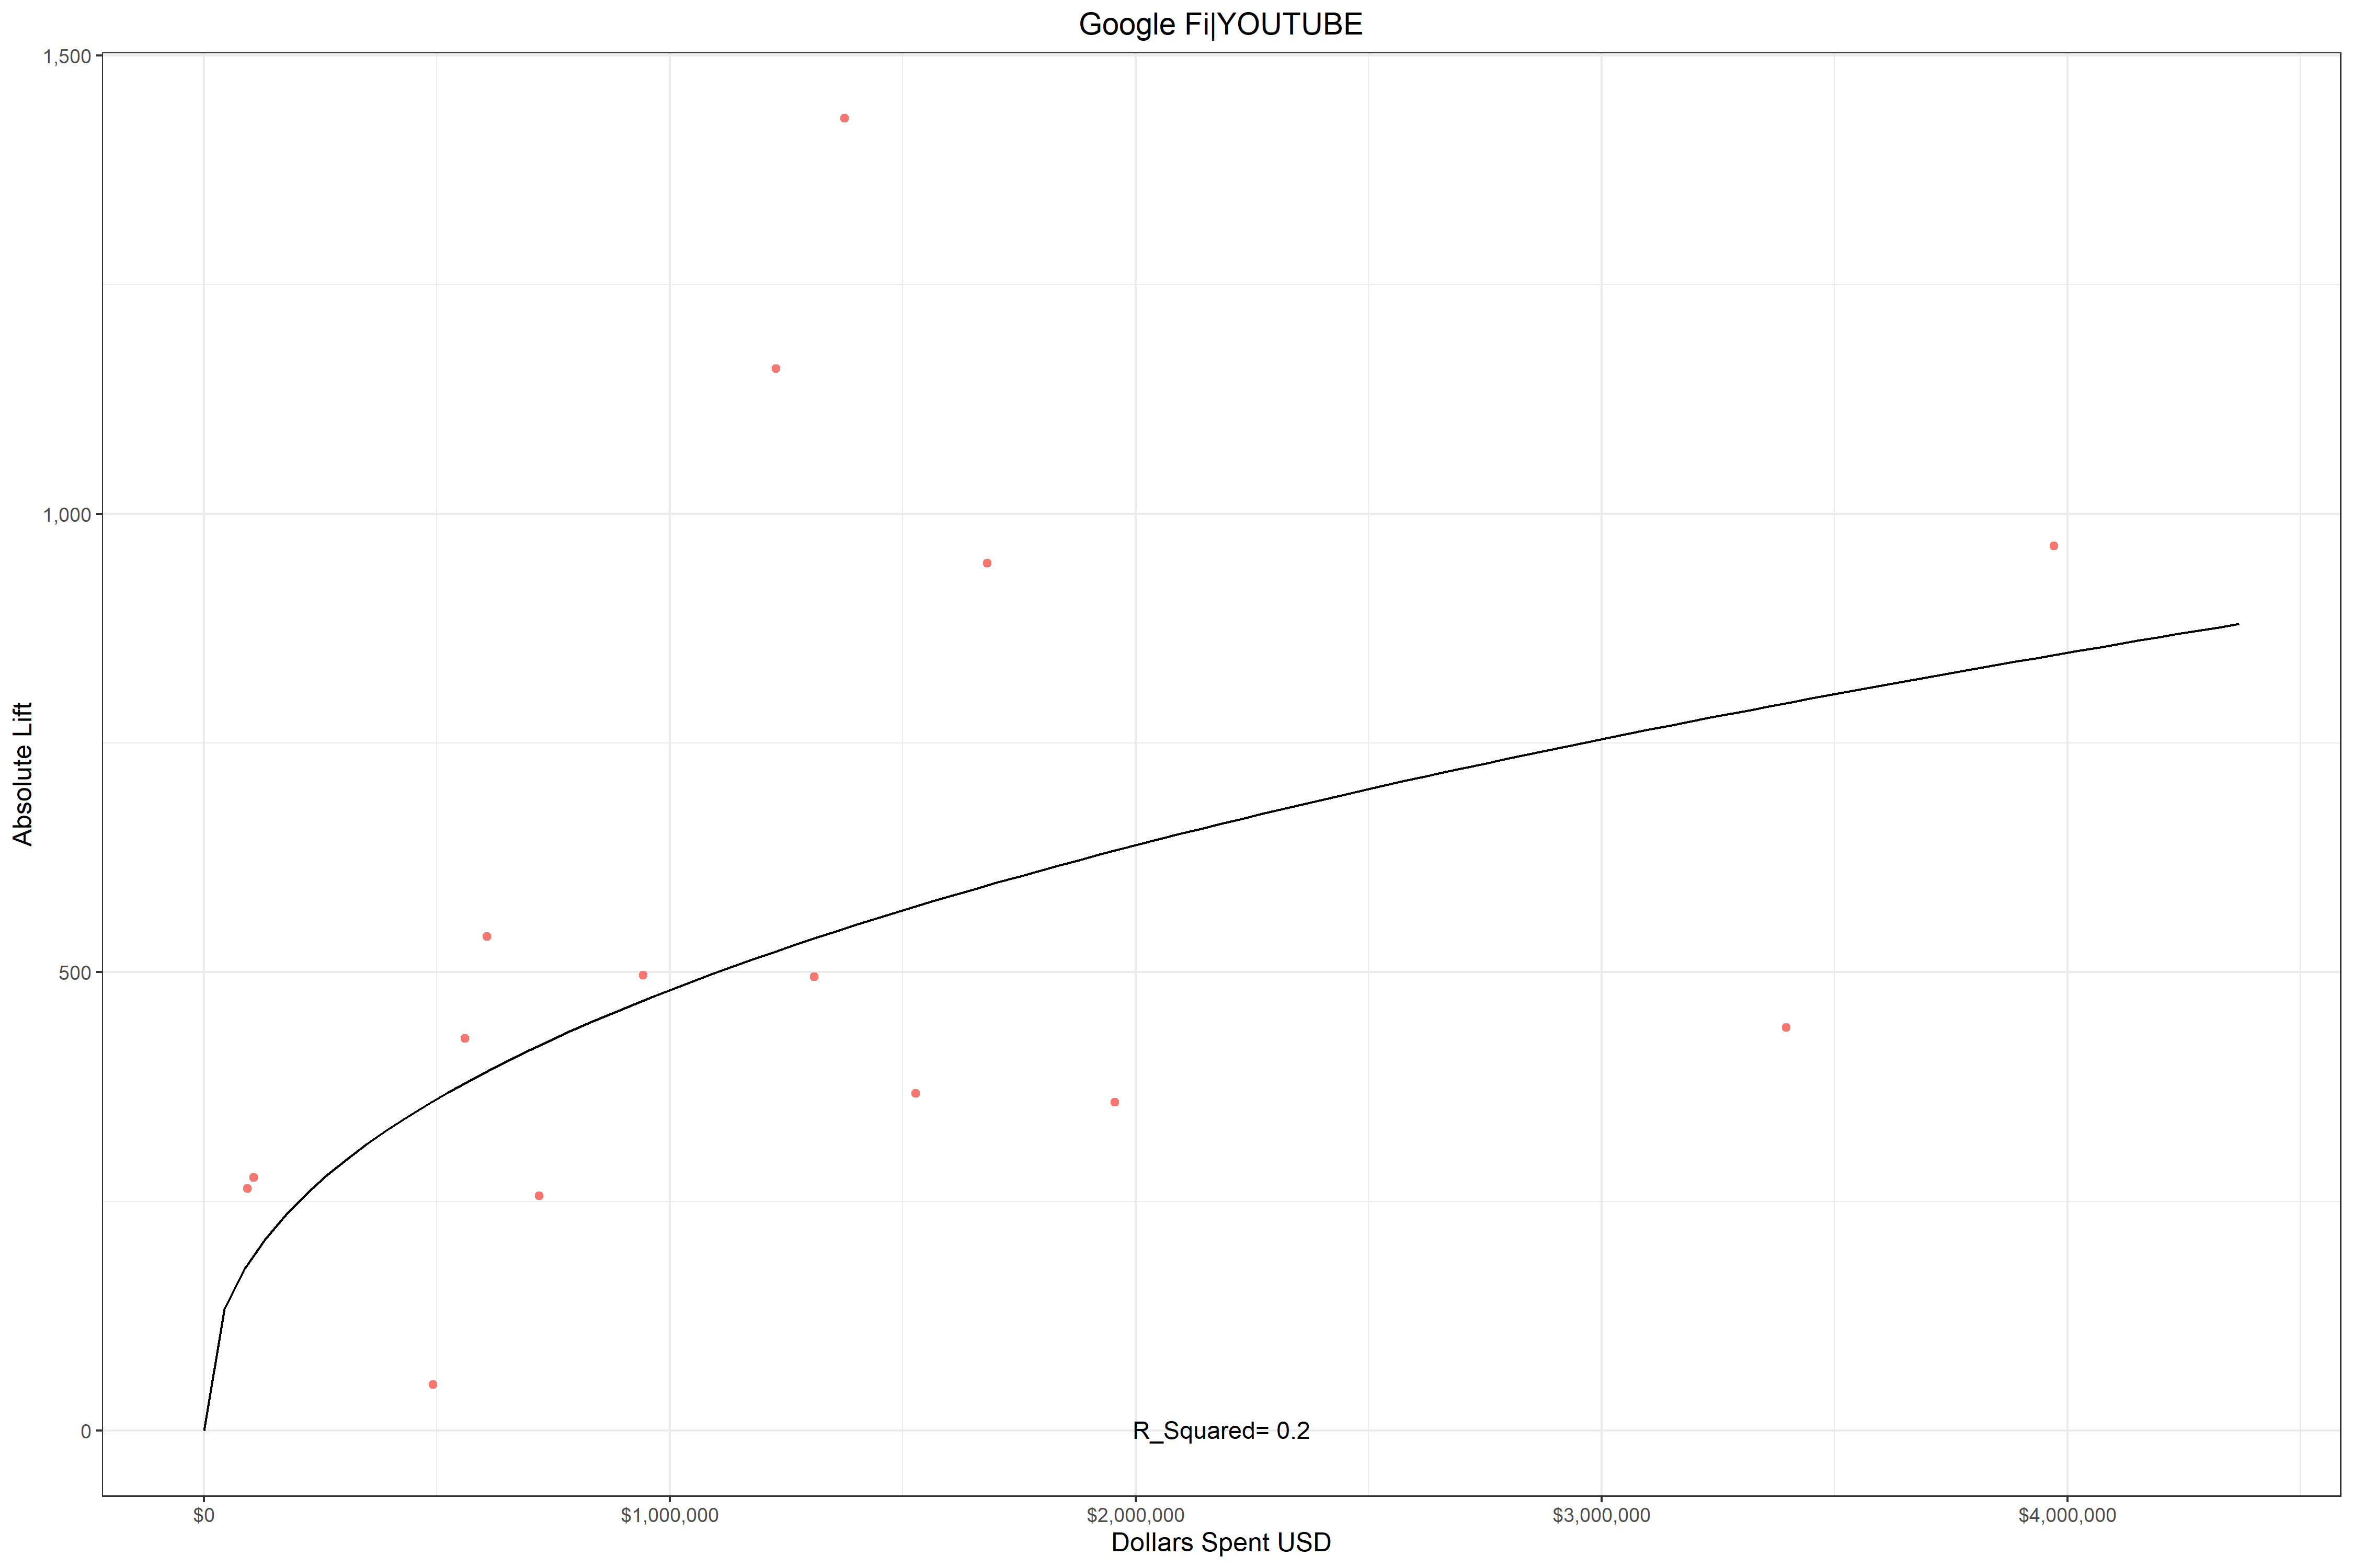 Google Fi|YOUTUBE
1,500
1,000
500
0
Absolute Lift
R_Squared= 0.2
$0
$1,000,000
$2,000,000
$3,000,000
$4,000,000
Dollars Spent USD